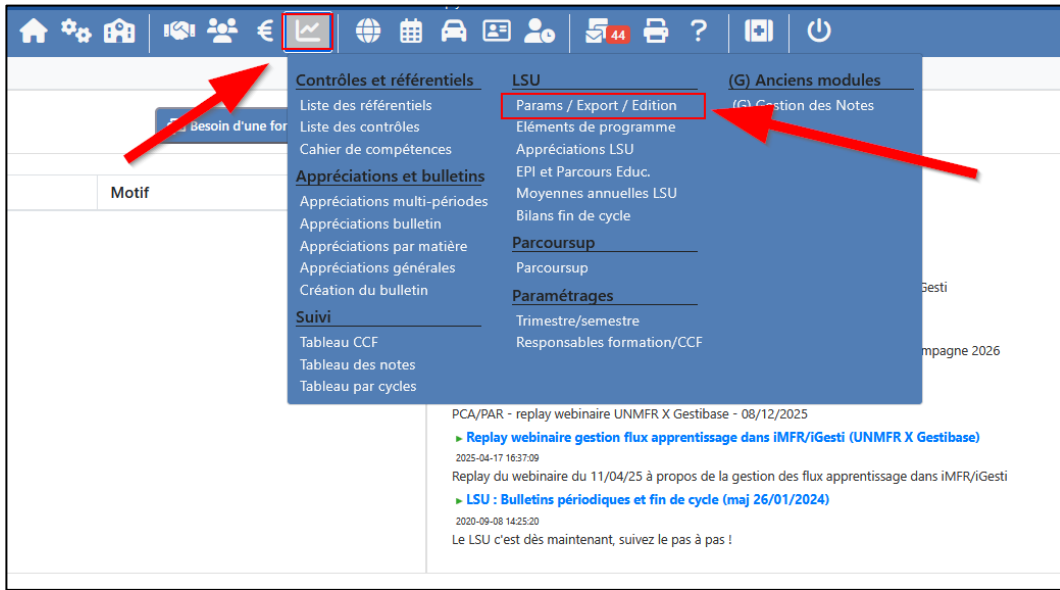 €
44
?
Contrôles et référentiels
Liste des référentiels
Liste des contrôles
Cahier de compétences
Appréciations et bulletins
Appréciations multi-périodes
Appréciations bulletin
Appréciations par matière
Appréciations générales
Création du bulletin
Suivi
Tableau CCF
Tableau des notes
Tableau par cycles
LSU
Params / Export / Edition
Eléments de programme
Appréciations LSU
EPI et Parcours Educ.
Moyennes annuelles LSU
Bilans fin de cycle
Parcoursup
Parcoursup
Paramétrages
Trimestre/semestre
Responsables formation/CCF
(G) Anciens modules
(G) Gestion des Notes
Besoin d'une for
Motif
Gesti
mpagne 2026
PCA/PAR - replay webinaire UNMFR X Gestibase - 08/12/2025
Replay webinaire gestion flux apprentissage dans iMFR/iGesti (UNMFR X Gestibase)
2025-04-17 16:37:09
Replay du webinaire du 11/04/25 à propos de la gestion des flux apprentissage dans iMFR/iGesti
LSU : Bulletins périodiques et fin de cycle (maj 26/01/2024)
2020-09-08 14:25:20
Le LSU c'est dès maintenant, suivez le pas à pas !